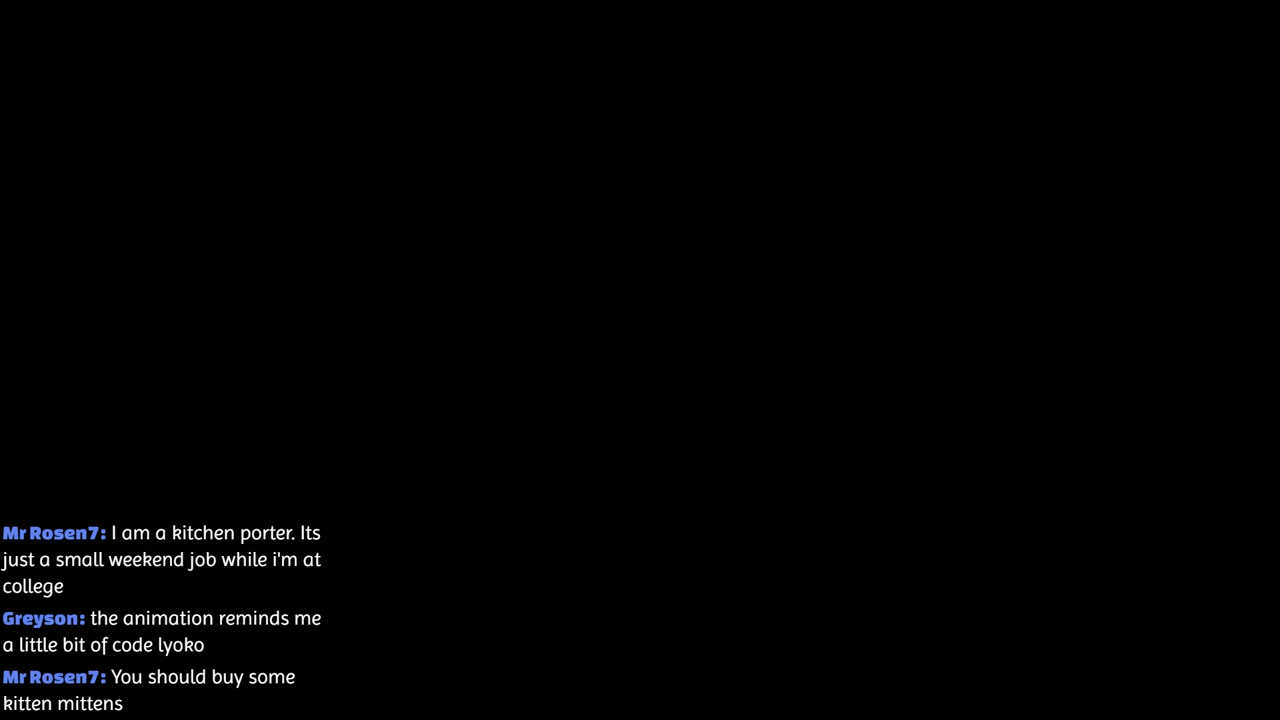 Mr Rosen7: I am a kitchen porter. Its
just a small weekend job while i'm at
college
Greyson: the animation reminds me
a little bit of code lyoko
Mr Rosen7: You should buy some
kitten mittens